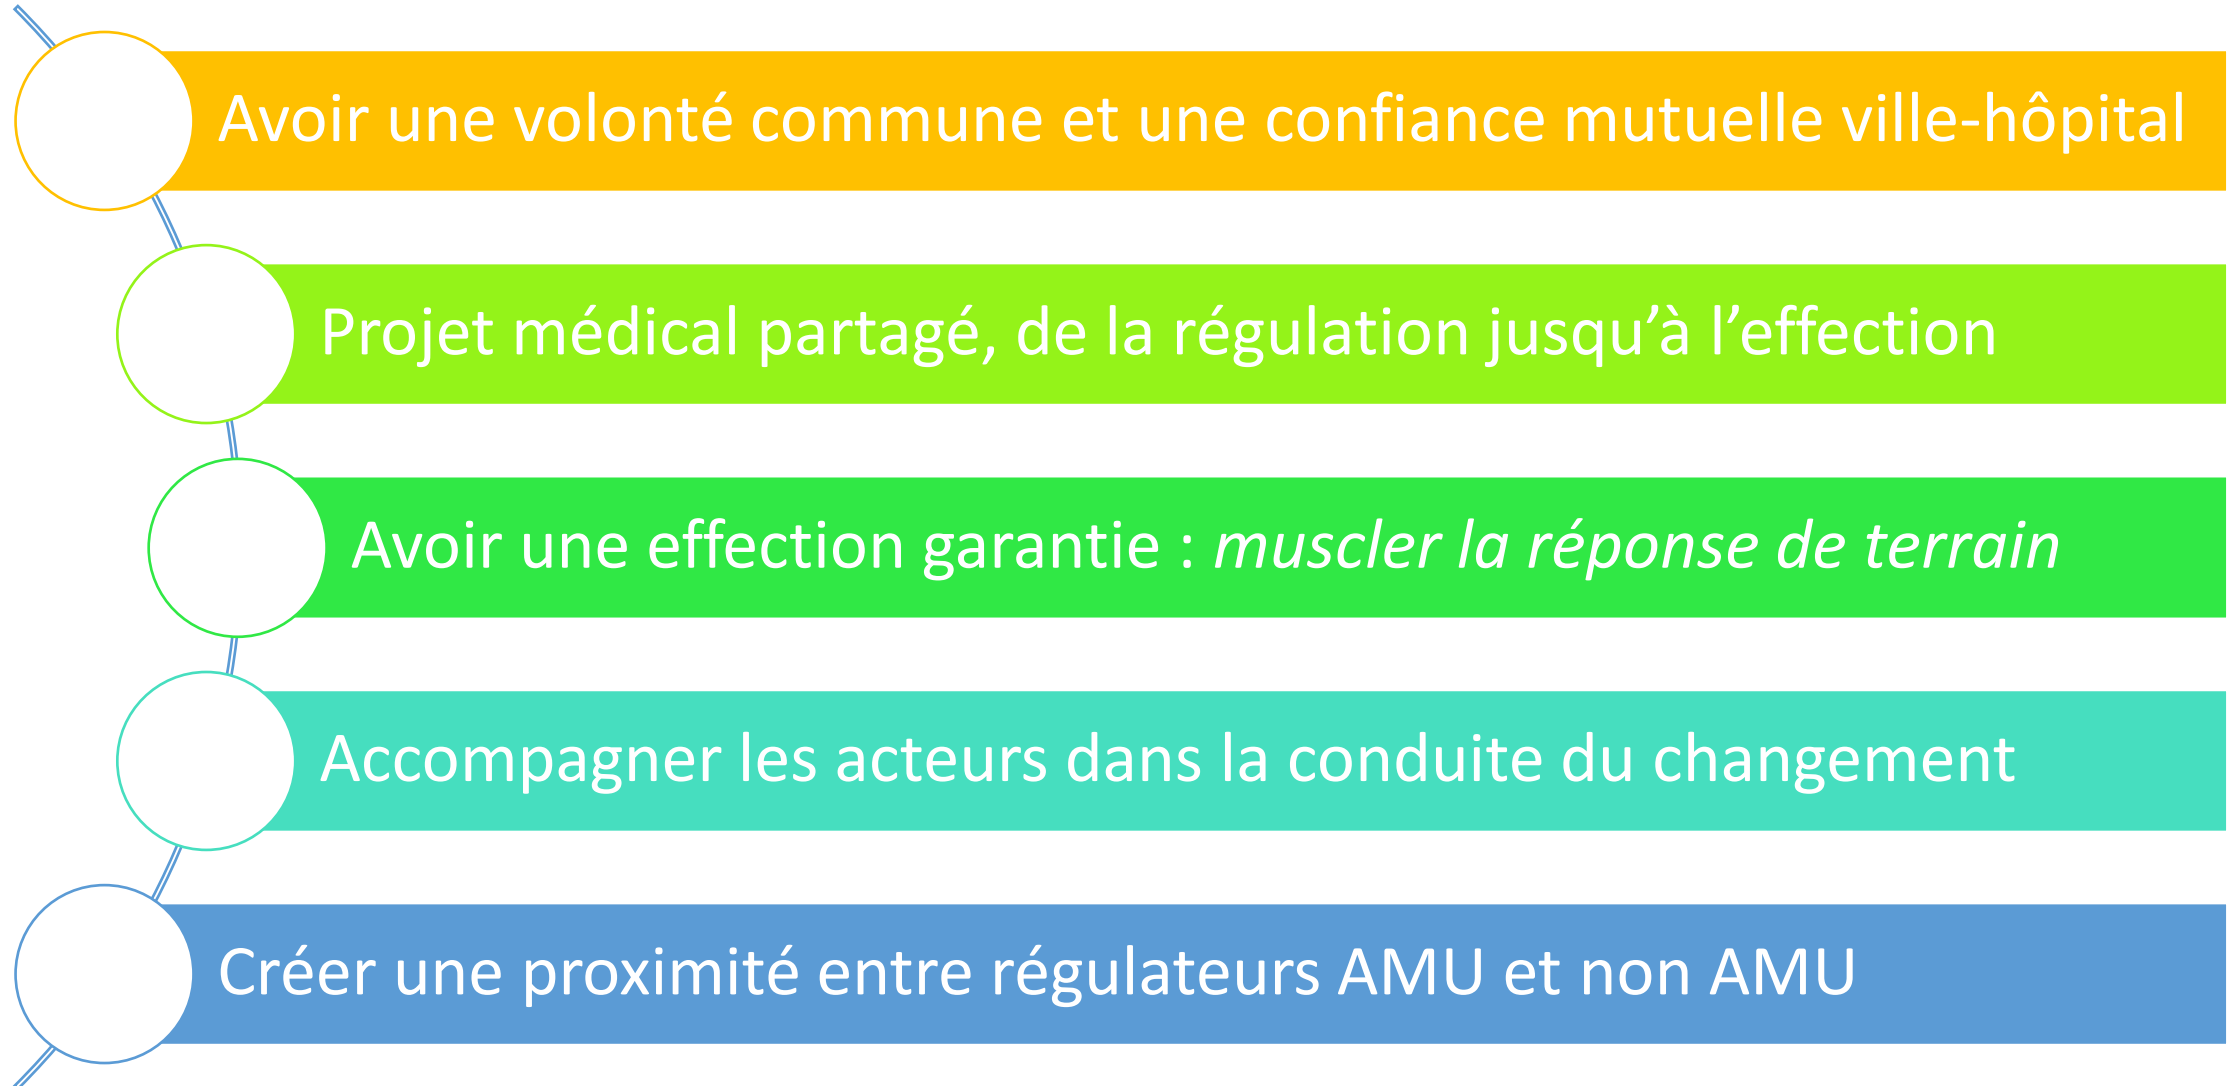 Avoir une volonté commune et une confiance mutuelle ville-hôpital
Projet médical partagé, de la régulation jusqu’à l’effection
Avoir une effection garantie : muscler la réponse de terrain
Accompagner les acteurs dans la conduite du changement
Créer une proximité entre régulateurs AMU et non AMU